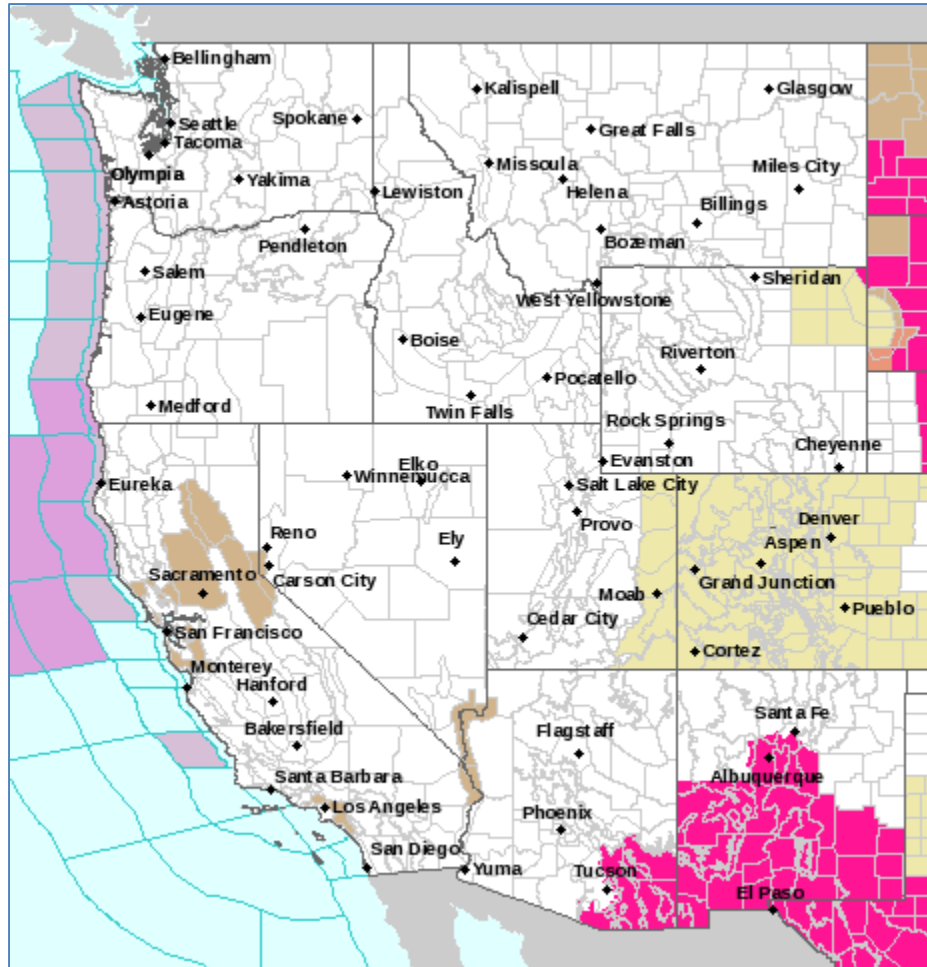 Bellingham
Kalispell
Glasgow
Seattle
Spokane
Great Falls
Tacoma
Olympia
Missoula
Miles City
Yakima
Helena
Lewiston
Astoria
Billings
Pendleton
Bozeman
Salem
Sheridan
West Yellowstone
Eugene
Boise
Riverton
Pocatello
Medford
Twin Falls
Rock Springs
Cheyenne
Elko
Evanston
Winnemucca
Eureka
Salt Lake City
Provo
Denver
Reno
Ely
Aspen
Sacramento
Carson City
Grand Junction
Moab
Pueblo
Cedar City
San Francisco
Cortez
Monterey
Hanford
Santa Fe
Bakersfield
Flagstaff
Santa Barbara
Albuquerque
Los Angeles
Phoenix
San Diego
Yuma
Tucson
El Paso